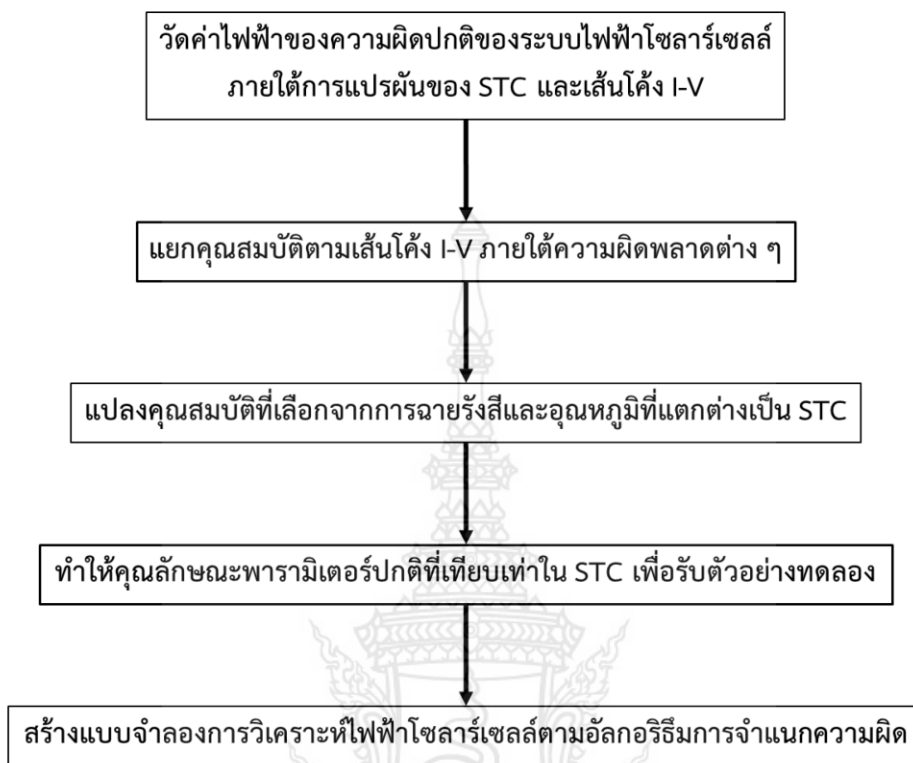 วัดค่าไฟฟ้าของความผิดปกติของระบบไฟฟ้าโซลาร์เซลล์
ภายใต้การแปรผันของ STC และเส้นโค้ง I-V
แยกคุณสมบัติตามเส้นโค้ง I-V ภายใต้ความผิดพลาดต่าง ๆ
แปลงคุณสมบัติที่เลือกจากการฉายรังสีและอุณหภูมิที่แตกต่างเป็น STC
ทำให้คุณลักษณะพารามิเตอร์ปกติที่เทียบเท่าใน STC เพื่อรับตัวอย่างทดลอง
สร้างแบบจำลองการวิเคราะห์ไฟฟ้าโซลาร์เซลล์ตามอัลกอริธึมการจำแนกความผิด